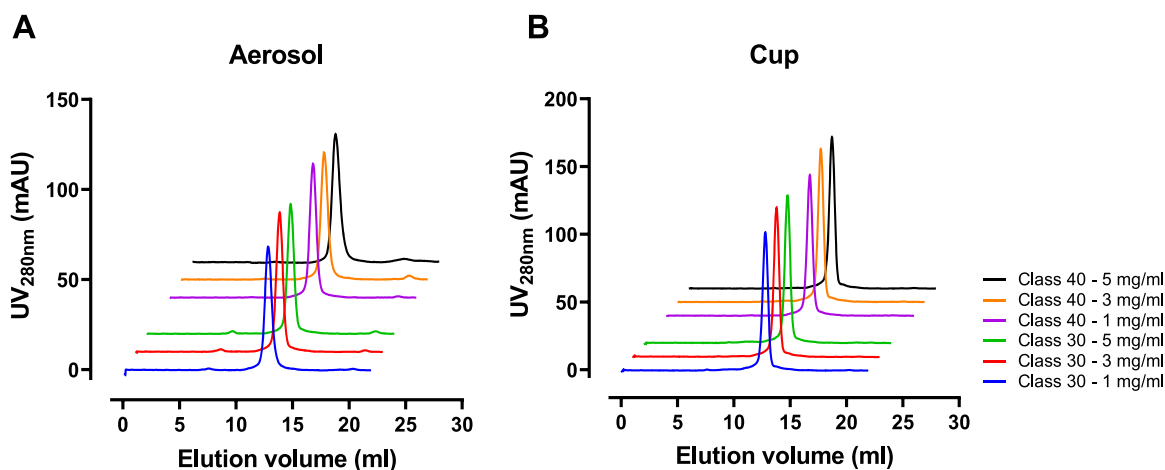 A
Aerosol
UV280nm (mAU)
150
100
50
0
0 5 10 15 20 25 30
Elution volume (ml)
B
Cup
UV280nm (mAU)
200
150
100
50
0
0 5 10 15 20 25 30
Elution volume (ml)
Class 40 - 5 mg/ml
Class 40 - 3 mg/ml
Class 40 - 1 mg/ml
Class 30 - 5 mg/ml
Class 30 - 3 mg/ml
Class 30 - 1 mg/ml